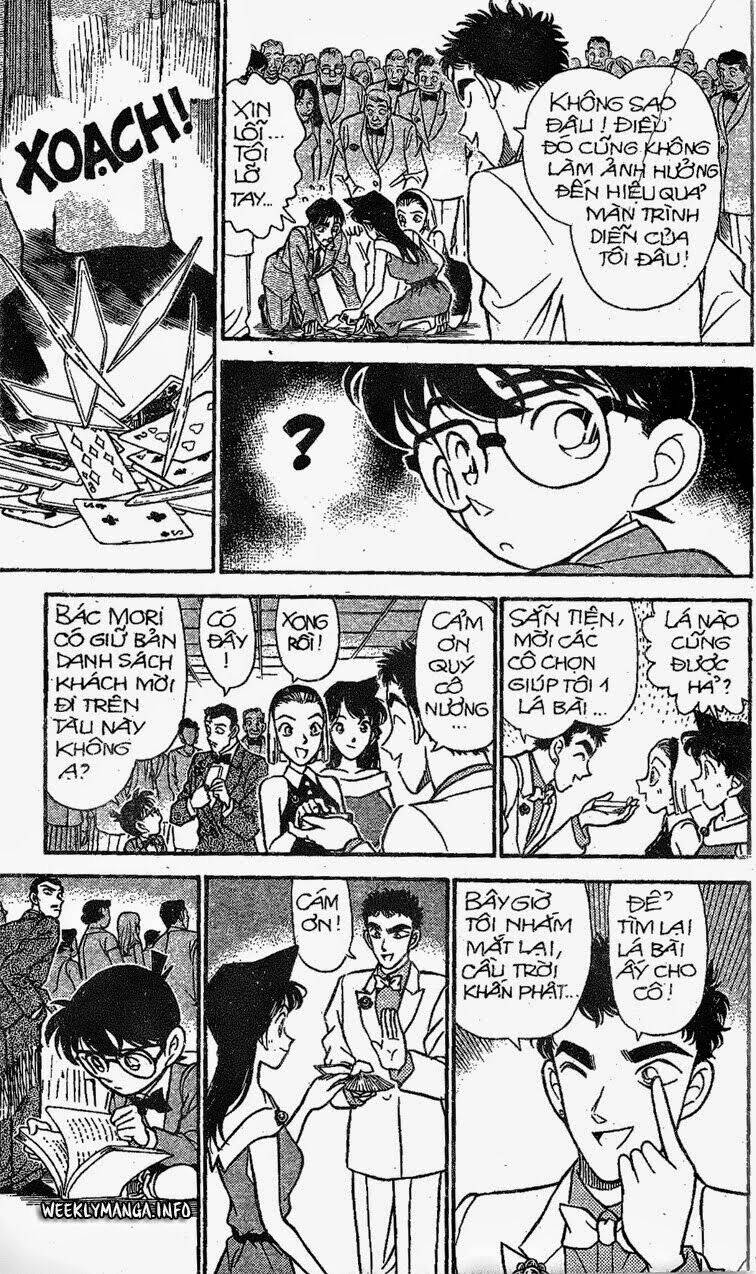 XOẠCH!
XIN
LỖI...
TÔI
LỠ
TAY...
KHÔNG SAO
ĐÂU! ĐIỀU
ĐÓ CŨNG KHÔNG
LÀM ẢNH HƯỞNG
ĐẾN HIỆU QUẢ
MÀN TRÌNH
DIỄN CỦA
TÔI ĐÂU!
?
BÁC MORI
CÓ GIỮ BẢN
DANH SÁCH
KHÁCH MỜI
ĐI TRÊN
TÀU NÀY
KHÔNG
Ạ?
CÓ
ĐÂY
!
XONG
RỒI!
CẢM
ƠN
QUÝ
CÔ
NƯƠNG
...
SẴN TIỆN,
MỜI CÁC
CÔ CHỌN
GIÚP TÔI 1
LÁ BÀI...
LÁ NÀO
CŨNG
ĐƯỢC
HẢ?
CÁM
ƠN!
BÂY GIỜ
TÔI NHẮM
MẮT LẠI,
CẦU TRỜI
KHẤN PHẬT...
ĐỂ
TÌM LẠI
LÁ BÀI
ẤY CHO
CÔ!
WEEKLYMANGA.INFO